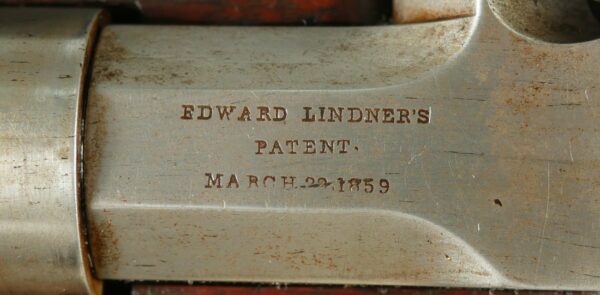 EDWARD LINDNER'S
PATENT.
MARCH 29, 1859